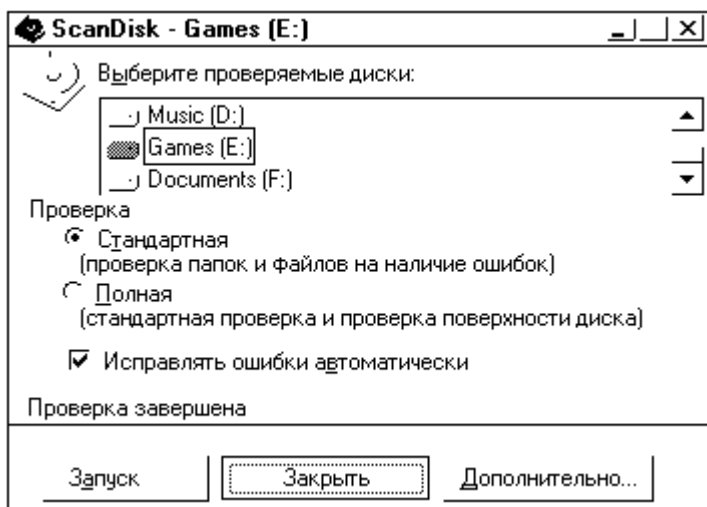 ScanDisk - Games (E:)
Выберите проверяемые диски:
Music (D:)
Games (E:)
Documents (F:)
Проверка
Стандартная
(проверка папок и файлов на наличие ошибок)
Полная
(стандартная проверка и проверка поверхности диска)
Исправлять ошибки автоматически
Проверка завершена
Запуск Закрыть Дополнительно...